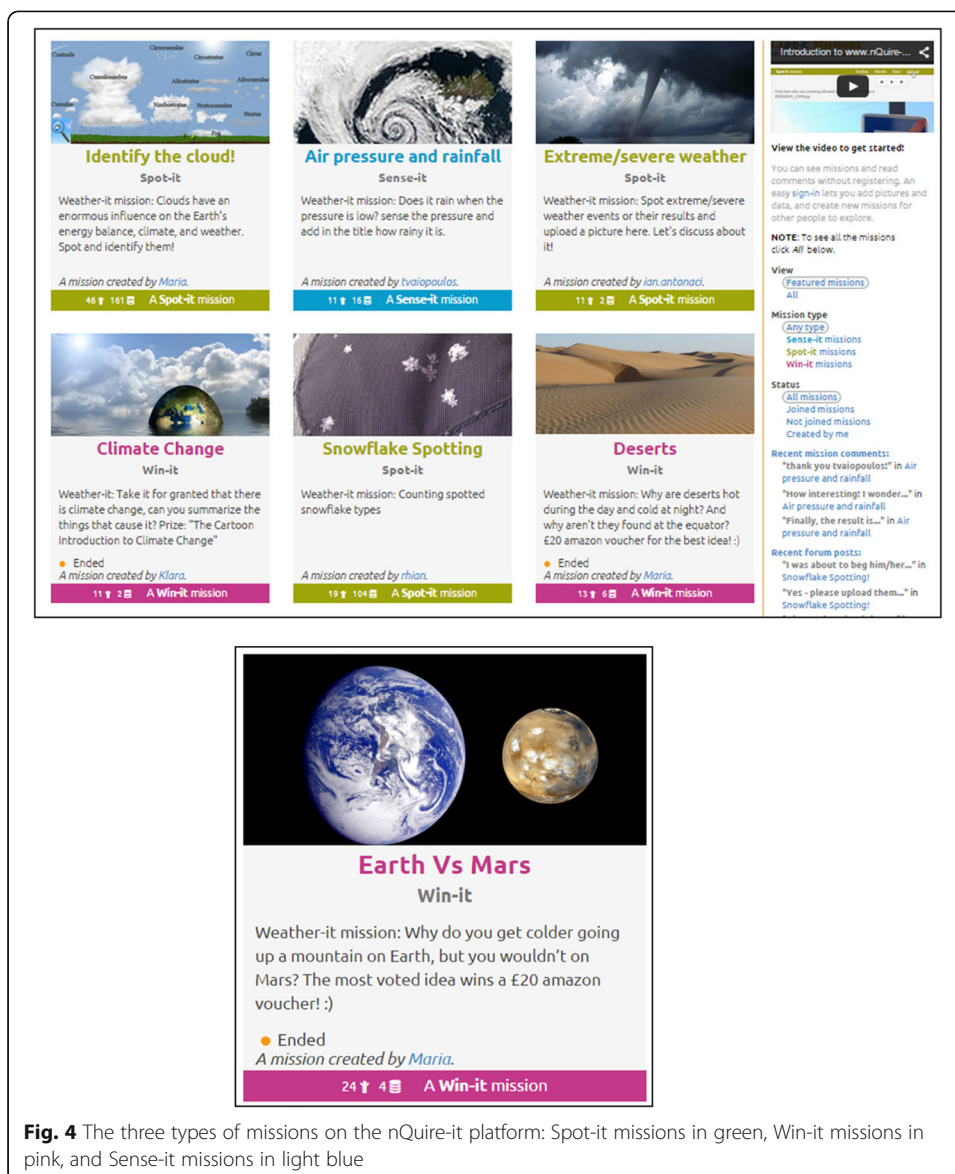 Cirrocumulus
Cirrus
Cirrostratus
Cumulonimbus
Altostratus
Altocumulus
Nimbostratus
Stratocumulus
Cumulus
Stratus
Fog
Identify the cloud!
Spot-it
Weather-it mission: Clouds have an
enormous influence on the Earth's
energy balance, climate, and weather.
Spot and identify them!
A mission created by Maria.
46 161 A Spot-it mission
Air pressure and rainfall
Sense-it
Weather-it mission: Does it rain when the
pressure is low? sense the pressure and
add in the title how rainy it is.
A mission created by tvaiopoulos.
11 16 A Sense-it mission
Extreme/severe weather
Spot-it
Weather-it mission: Spot extreme/severe
weather events or their results and
upload a picture here. Let's discuss about
it!
A mission created by ian.antonaci.
11 2 A Spot-it mission
Climate Change
Win-it
Weather-it: Take it for granted that there
is climate change, can you summarize the
things that cause it? Prize: "The Cartoon
Introduction to Climate Change"
Ended
A mission created by Klara.
11 2 A Win-it mission
Snowflake Spotting
Spot-it
Weather-it mission: Counting spotted
snowflake types
A mission created by rhian.
19 104 A Spot-it mission
Deserts
Win-it
Weather-it mission: Why are deserts hot
during the day and cold at night? And
why aren't they found at the equator?
£20 amazon voucher for the best idea! :)
Ended
A mission created by Maria.
13 6 A Win-it mission
Introduction to www.nQuire-...
View the video to get started!
You can see missions and read
comments without registering. An
easy sign-in lets you add pictures and
data, and create new missions for
other people to explore.
NOTE: To see all the missions
click All below.
View
Featured missions
All
Mission type
Any type
Sense-it missions
Spot-it missions
Win-it missions
Status
All missions
Joined missions
Not joined missions
Created by me
Recent mission comments:
"thank you tvaiopoulos!" in Air
pressure and rainfall
"How interesting! I wonder..." in
Air pressure and rainfall
"Finally, the result is..." in Air
pressure and rainfall
Recent forum posts:
"I was about to beg him/her..." in
Snowflake Spotting!
"Yes - please upload them..." in
Snowflake Spotting!
Earth Vs Mars
Win-it
Weather-it mission: Why do you get colder going
up a mountain on Earth, but you wouldn't on
Mars? The most voted idea wins a £20 amazon
voucher! :)
Ended
A mission created by Maria.
24 4 A Win-it mission
Fig. 4 The three types of missions on the nQuire-it platform: Spot-it missions in green, Win-it missions in
pink, and Sense-it missions in light blue